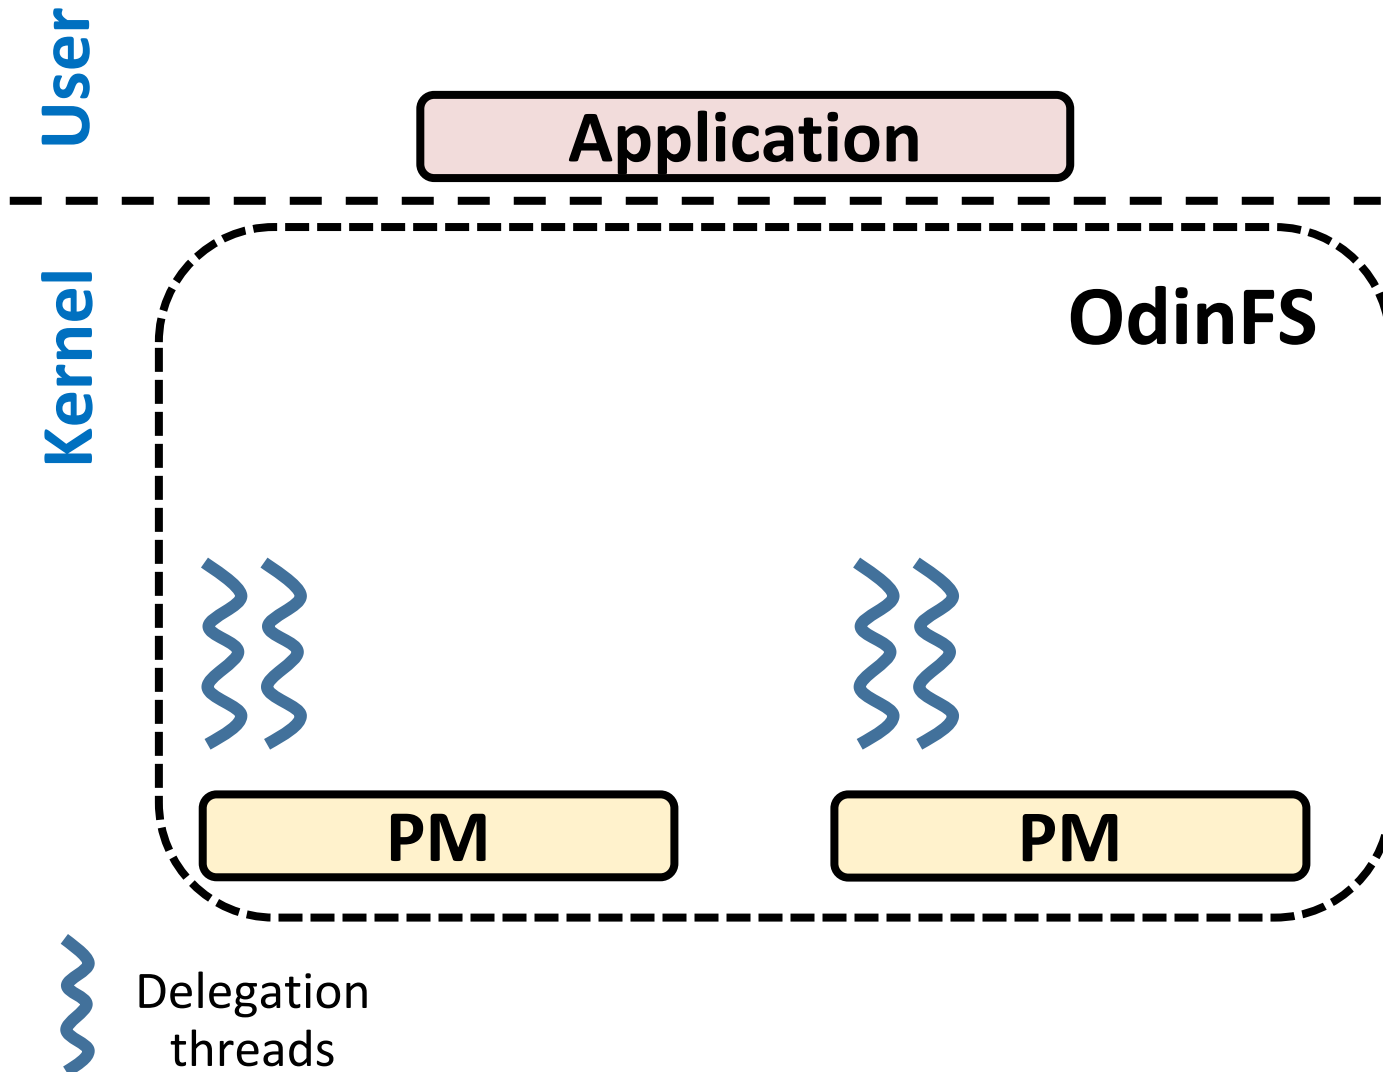 User
Application
Kernel
OdinFS
PM
PM
Delegation
threads